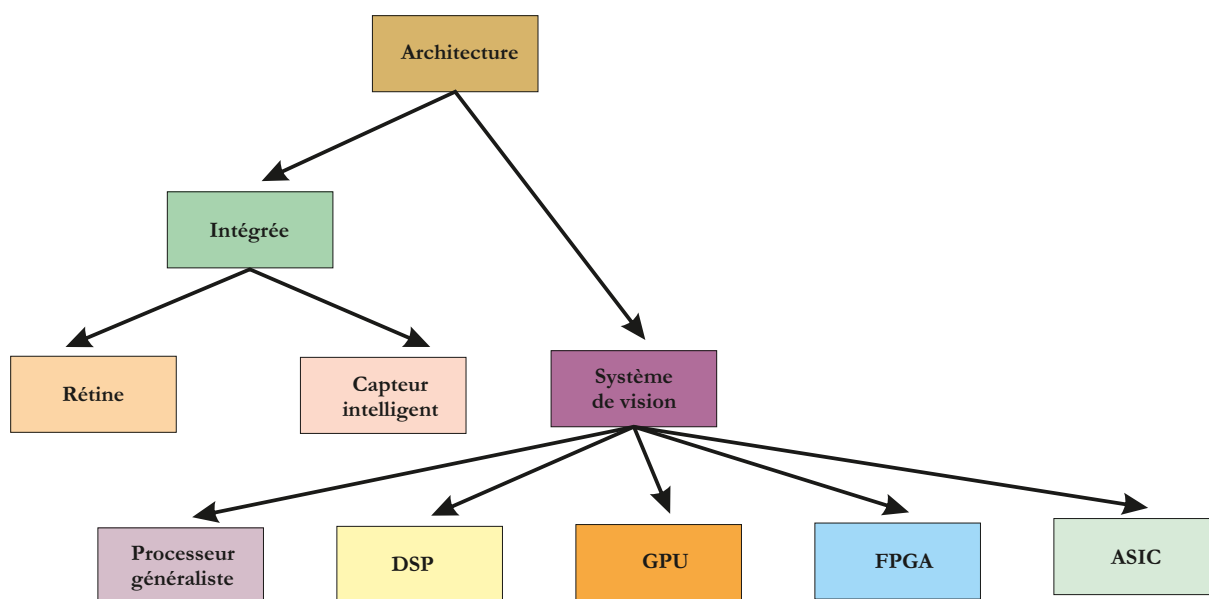 Architecture
Intégrée
Rétine
Capteur
intelligent
Système
de vision
Processeur
généraliste
DSP
GPU
FPGA
ASIC